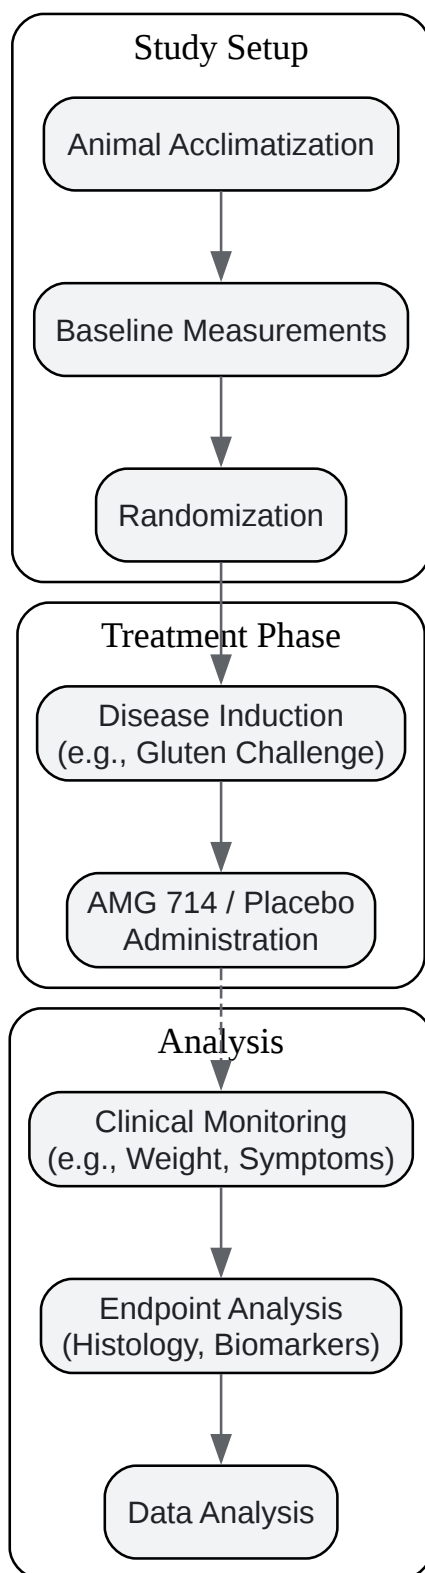 Study Setup
Animal Acclimatization
Baseline Measurements
Randomization
Treatment Phase
Disease Induction
(e.g., Gluten Challenge)
AMG 714 / Placebo
Administration
Analysis
Clinical Monitoring
(e.g., Weight, Symptoms)
Endpoint Analysis
(Histology, Biomarkers)
Data Analysis